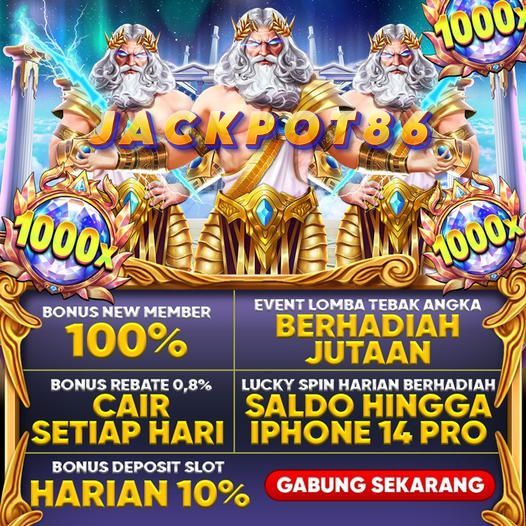 1000x
JACKPOT86
1000x
1000x
BONUS NEW MEMBER
100%
EVENT LOMBA TEBAK ANGKA
BERHADIAH
JUTAAN
BONUS REBATE 0,8%
CAIR
SETIAP HARI
LUCKY SPIN HARIAN BERHADIAH
SALDO HINGGA
IPHONE 14 PRO
BONUS DEPOSIT SLOT
HARIAN 10%
GABUNG SEKARANG